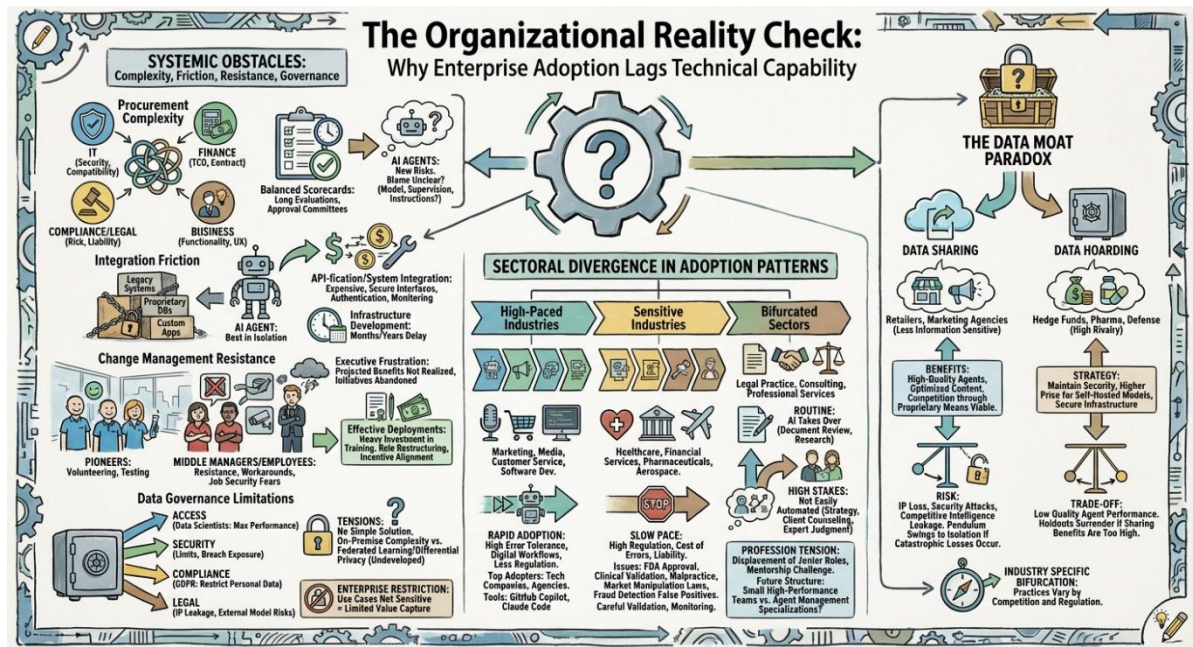 The Organizational Reality Check:
Why Enterprise Adoption Lags Technical Capability
SYSTEMIC OBSTACLES:
Complexity, Friction, Resistance, Governance
Procurement
Complexity
IT
(Security,
Compatibility)
FINANCE
(TCO, Eentract)
COMPLIANCE/LEGAL
(Risk, Liability)
BUSINESS
(Functionality, UX)
Balanced Scorecards:
Long Evaluations,
Approval Committees
?
AI AGENTS:
New Risks.
Blame Unclear?
(Model, Supervision,
Instructions?)
Integration Friction
Legacy
Systems
Proprietary
DBs
Custom
Apps
AI AGENT:
Best in Isolation
API-fication/System Integration:
Expensive, Secure Interfaros,
Authentication, Monitoring
Infrastructure
Development:
Months/Years Delay
Change Management Resistance
PIONEERS:
Volunteering, Testing
MIDDLE MANAGERS/EMPLOYEES:
Resistance, Workarounds,
Job Security Fears
Executive Frustration:
Projscted Bsnefits Not Realized,
Initiatives Abandoned
Effective Deployments:
Heavy Investment in
Training. Rele Restructuring,
Incentive Alignment
Data Governance Limitations
ACCESS
(Data Scientists: Max Performance)
SECURITY
(Limits, Breach Exposure)
COMPLIANCE
(GDPR: Restrict Personal Data)
LEGAL
(IP Leakage, External Model Risks)
?
TENSIONS:
Ne Simple Solution,
On-Premise Complexity vs.
Federated Learning/Differential
Privacy (Undeveloped)
ENTERPRISE RESTRICTION:
Use Cases Net Sensitive
= Limited Value Capture
?
SECTORAL DIVERGENCE IN ADOPTION PATTERNS
High-Paced
Industries
Sensitive
Industries
Bifurcated
Sectors
Marketing, Media,
Customer Service,
Software Dev.
RAPID ADOPTION:
High Error Tolerance,
Digital Workflows,
Less Regulation.
Top Adopters: Tech
Companies, Agencies.
Tools: GitHub Copilot,
Claude Code
Hcelthcare, Financial
Services, Pharmaceuticals,
Aerospace.
STOP
SLOW PACE:
High Regulation, Cest of
Errors, Liability.
Issues: FDA Approval,
Clinical Validation, Malpractice,
Market Manipulation Laws,
Fraud Detection False Positives.
Careful Validation, Monitoring.
Legal Practice, Consulting,
Professional Services
ROUTINE:
AI Takes Over
(Document Review,
Research)
HIGH STAKES:
Not Easily
Automated (Strategy,
Client Counseling,
Expert Judgment)
PROFESSION TENSION:
Displacement of Jenler Roles,
Mentorship Challenge.
Future Structure:
Small High-Performance
Teams vs. Agent Management
Specializations?
?
THE DATA MOAT
PARADOX
DATA SHARING
Retailers, Marketing Agencies
(Less Information Sensitive)
BENEFITS:
High-Quality Agents,
Optimized Content,
Competition through
Proprietary Means Viable.
RISK:
IP Loss, Sacurity Attacks,
Competitive Intelligence
Leakage. Pendulum
Swings to Isolation if
Catastrophic Losses Occur.
DATA HOARDING
Hedge Funds, Pharma, Defense
(High Rivalry)
STRATEGY:
Maintain Security, Higher
Prise for Self-Hosted Models,
Secure Infrastructure
TRADE-OFF:
Low Quality Agent Performance.
Holdouts Surrender if Sharing
Benefits Are Too High.
INDUSTRY SPECIFIC
BIFURCATION:
Practices Vary by
Competition and Regulation.